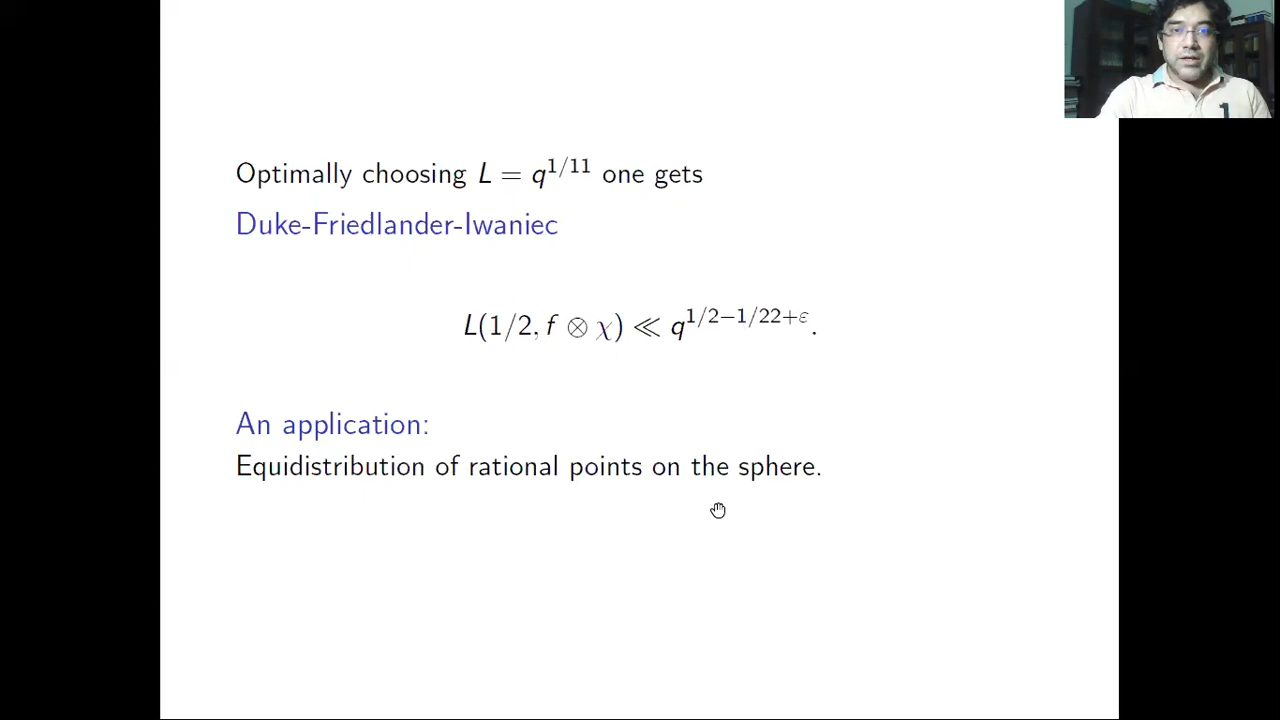 Optimally choosing L = q^{1/11} one gets
Duke-Friedlander-Iwaniec
L(1/2, f ⊗ χ) ≪ q^{1/2−1/22+ε}.
An application:
Equidistribution of rational points on the sphere.